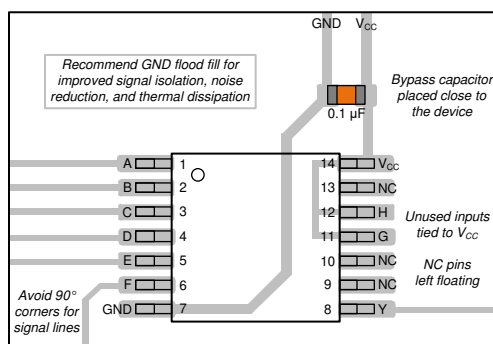 GND VCC
Recommend GND flood fill for
improved signal isolation, noise
reduction, and thermal dissipation
Bypass capacitor
placed close to
the device
0.1 µF
A 1 14 VCC
B 2 13 NC
C 3 12 H
D 4 11 G
E 5 10 NC
F 6 9 NC
GND 7 8 Y
Unused inputs
tied to VCC
NC pins
left floating
Avoid 90°
corners for
signal lines